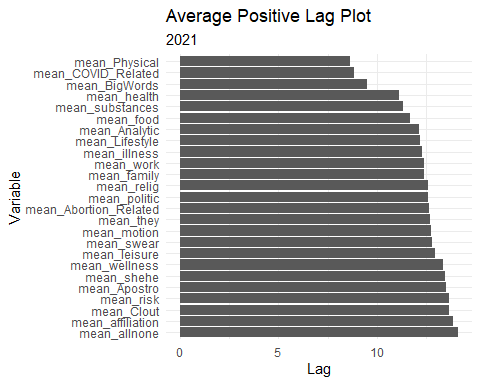 Average Positive Lag Plot
2021
mean_Physical
mean_COVID_Related
mean_BigWords
mean_health
mean_substances
mean_food
mean_Analytic
mean_Lifestyle
mean_illness
mean_work
mean_family
mean_relig
mean_politic
mean_Abortion_Related
mean_they
mean_motion
mean_swear
mean_leisure
mean_wellness
mean_shehe
mean_Apostro
mean_risk
mean_Clout
mean_affiliation
mean_allnone
Variable
0 5 10
Lag